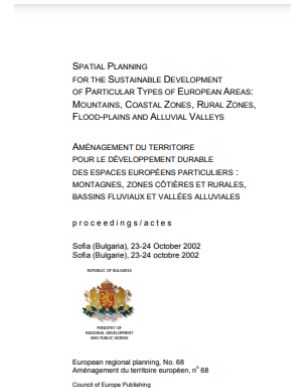 SPATIAL PLANNING
FOR THE SUSTAINABLE DEVELOPMENT
OF PARTICULAR TYPES OF EUROPEAN AREAS:
MOUNTAINS, COASTAL ZONES, RURAL ZONES,
FLOOD-PLAINS AND ALLUVIAL VALLEYS
AMÉNAGEMENT DU TERRITOIRE
POUR LE DÉVELOPPEMENT DURABLE
DES ESPACES EUROPÉENS PARTICULIERS :
MONTAGNES, ZONES CÔTIÈRES ET RURALES,
BASSINS FLUVIAUX ET VALLÉES ALLUVIALES
proceedings/actes
Sofia (Bulgaria), 23-24 October 2002
Sofia (Bulgarie), 23-24 octobre 2002
REPUBLIC OF BULGARIA
MINISTRY OF
REGIONAL DEVELOPMENT
AND PUBLIC WORKS
European regional planning, No. 68
Aménagement du territoire européen, n° 68
Council of Europe Publishing